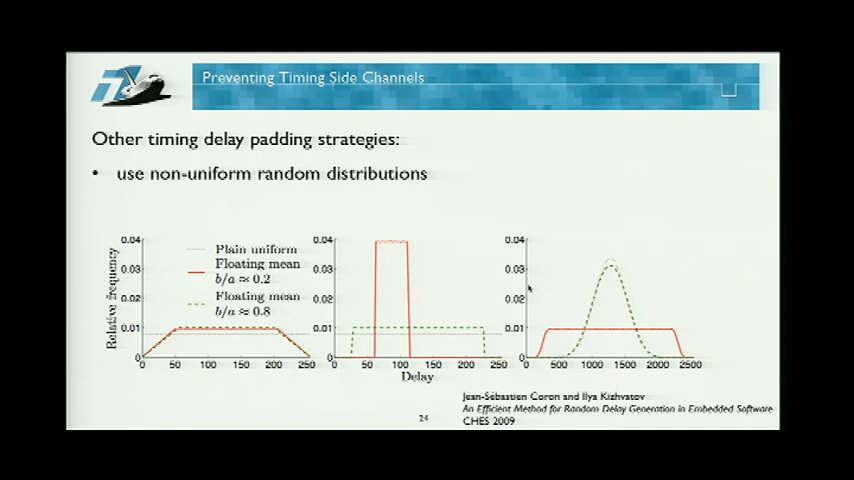 Preventing Timing Side Channels
Other timing delay padding strategies:
• use non-uniform random distributions
Relative frequency
0.04
0.03
0.02
0.01
0
0 50 100 150 200 250
Plain uniform
Floating mean
b/a ≈ 0.2
Floating mean
b/a ≈ 0.8
0.04
0.03
0.02
0.01
0
0 50 100 150 200 250
Delay
0.04
0.03
0.02
0.01
0
0 500 1000 1500 2000 2500
Jean-Sébastien Coron and Ilya Kizhvatov
An Efficient Method for Random Delay Generation in Embedded Software
CHES 2009
24